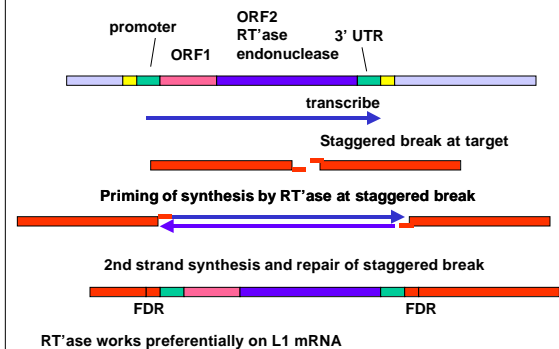 ORF2
promoter
RT'ase
3' UTR
ORF1
endonuclease
transcribe
Staggered break at target
Priming of synthesis by RT'ase at staggered break
2nd strand synthesis and repair of staggered break
FDR
FDR
RT'ase works preferentially on L1 mRNA